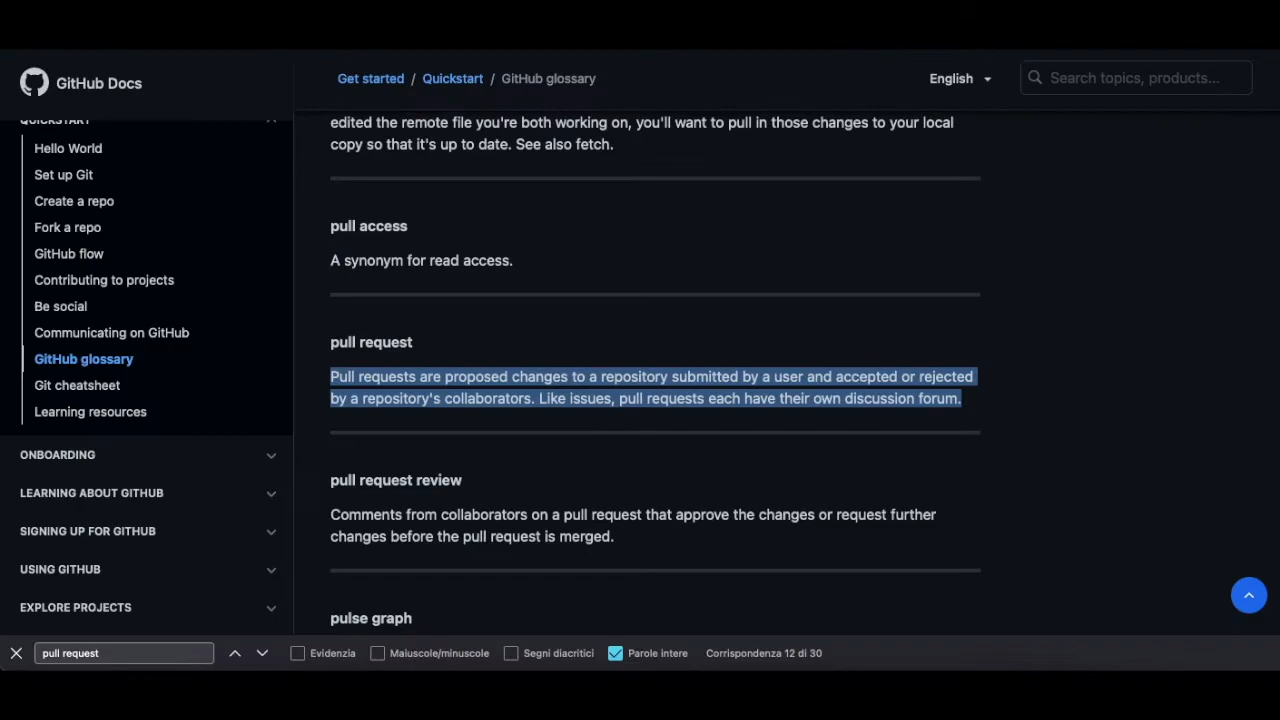 GitHub Docs
Get started / Quickstart / GitHub glossary
English
Search topics, products...
QUICKSTART
Hello World
Set up Git
Create a repo
Fork a repo
GitHub flow
Contributing to projects
Be social
Communicating on GitHub
GitHub glossary
Git cheatsheet
Learning resources
ONBOARDING
LEARNING ABOUT GITHUB
SIGNING UP FOR GITHUB
USING GITHUB
EXPLORE PROJECTS
edited the remote file you're both working on, you'll want to pull in those changes to your local
copy so that it's up to date. See also fetch.
pull access
A synonym for read access.
pull request
Pull requests are proposed changes to a repository submitted by a user and accepted or rejected
by a repository's collaborators. Like issues, pull requests each have their own discussion forum.
pull request review
Comments from collaborators on a pull request that approve the changes or request further
changes before the pull request is merged.
pulse graph
pull request
Evidenzia
Maiuscole/minuscole
Segni diacritici
Parole intere
Corrispondenza 12 di 30